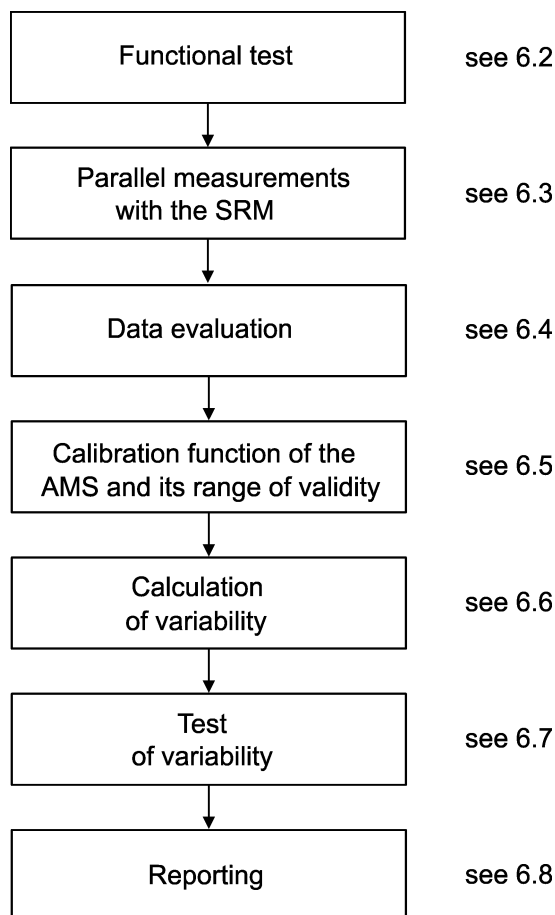 Functional test
see 6.2
Parallel measurements
with the SRM
see 6.3
Data evaluation
see 6.4
Calibration function of the
AMS and its range of validity
see 6.5
Calculation
of variability
see 6.6
Test
of variability
see 6.7
Reporting
see 6.8